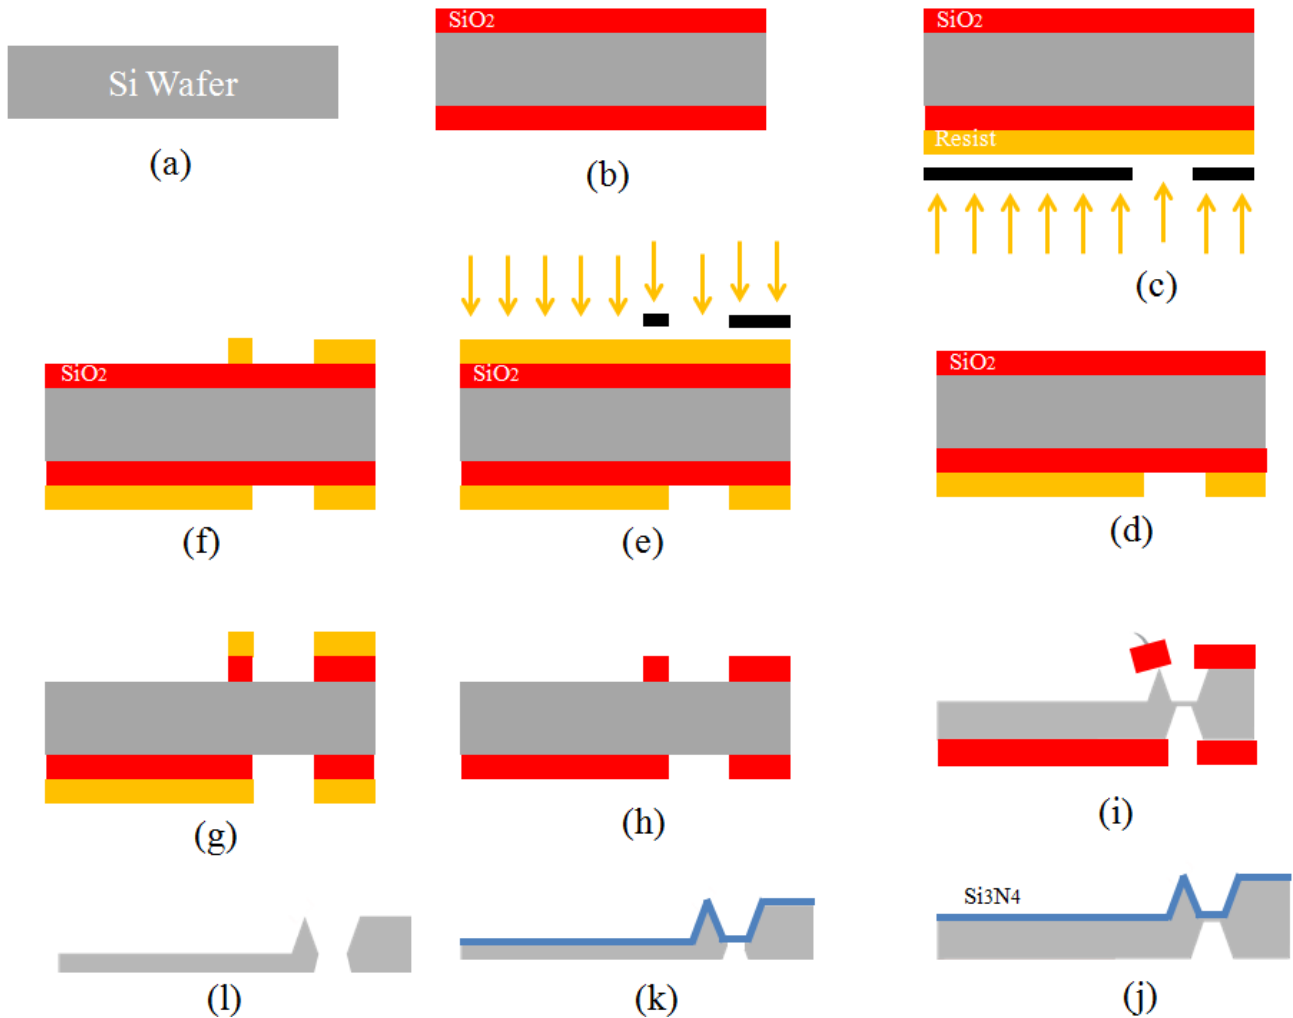 Si Wafer
(a)
SiO2
(b)
SiO2
Resist
(c)
SiO2
(f)
SiO2
(e)
SiO2
(d)
(g)
(h)
(i)
(l)
(k)
Si3N4
(j)